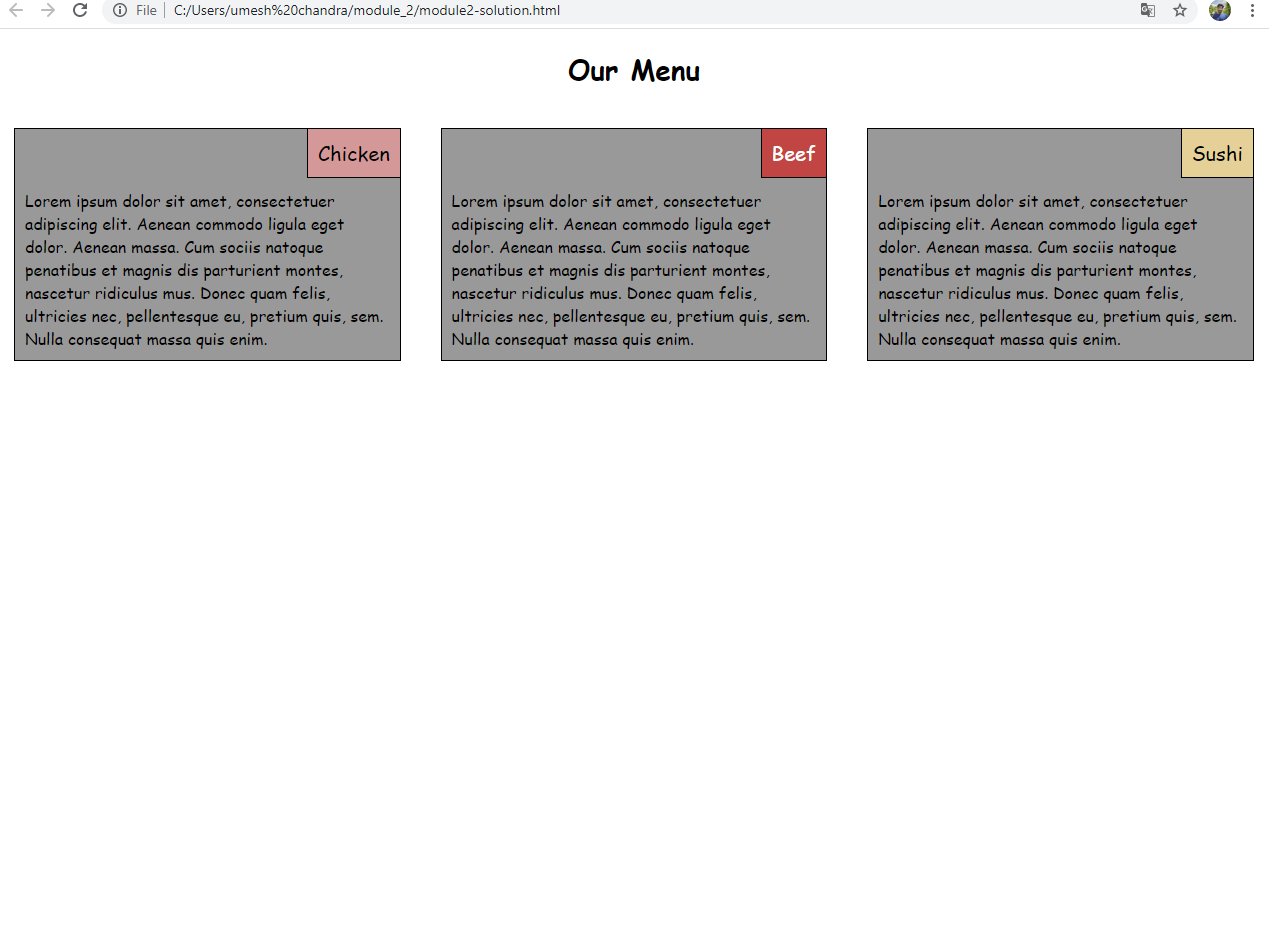 File C:/Users/umesh%20chandra/module_2/module2-solution.html
Our Menu
Chicken
Lorem ipsum dolor sit amet, consectetuer
adipiscing elit. Aenean commodo ligula eget
dolor. Aenean massa. Cum sociis natoque
penatibus et magnis dis parturient montes,
nascetur ridiculus mus. Donec quam felis,
ultricies nec, pellentesque eu, pretium quis, sem.
Nulla consequat massa quis enim.
Beef
Lorem ipsum dolor sit amet, consectetuer
adipiscing elit. Aenean commodo ligula eget
dolor. Aenean massa. Cum sociis natoque
penatibus et magnis dis parturient montes,
nascetur ridiculus mus. Donec quam felis,
ultricies nec, pellentesque eu, pretium quis, sem.
Nulla consequat massa quis enim.
Sushi
Lorem ipsum dolor sit amet, consectetuer
adipiscing elit. Aenean commodo ligula eget
dolor. Aenean massa. Cum sociis natoque
penatibus et magnis dis parturient montes,
nascetur ridiculus mus. Donec quam felis,
ultricies nec, pellentesque eu, pretium quis, sem.
Nulla consequat massa quis enim.